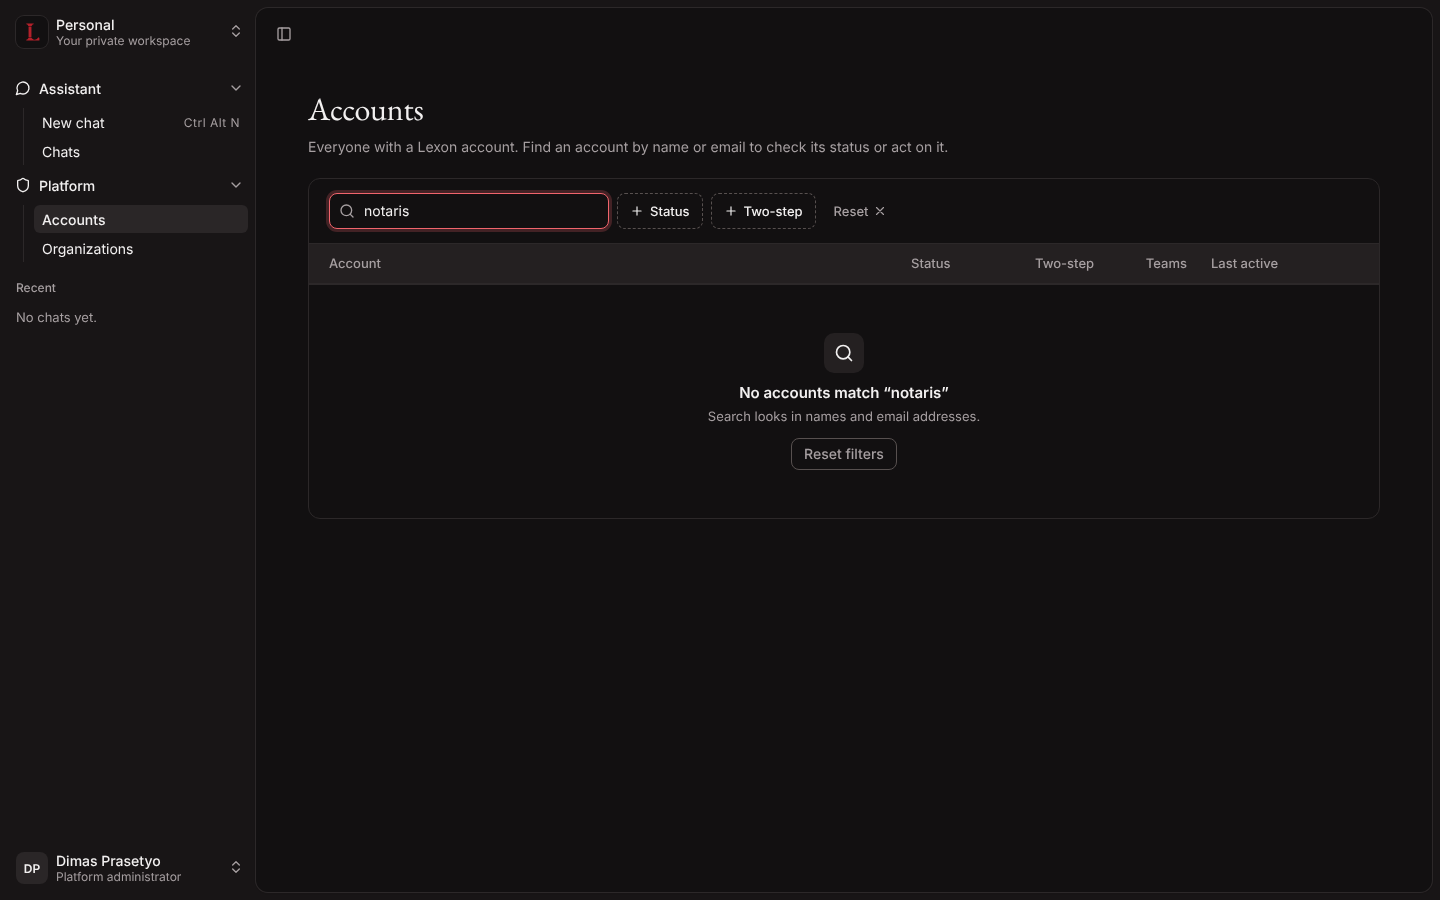 L
Personal
Your private workspace
Assistant
New chat
Ctrl Alt N
Chats
Platform
Accounts
Organizations
Recent
No chats yet.
DP
Dimas Prasetyo
Platform administrator
Accounts
Everyone with a Lexon account. Find an account by name or email to check its status or act on it.
notaris
Status
Two-step
Reset
Account
Status
Two-step
Teams
Last active
No accounts match “notaris”
Search looks in names and email addresses.
Reset filters